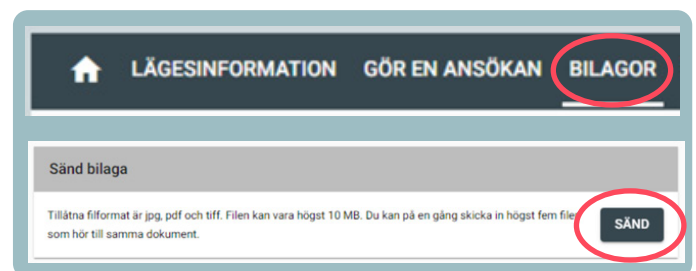 LÄGESINFORMATION GÖR EN ANSÖKAN BILAGOR
Sänd bilaga
Tillåtna filformat är jpg, pdf och tiff. Filen kan vara högst 10 MB. Du kan på en gång skicka in högst fem
som hör till samma dokument.
SÄND